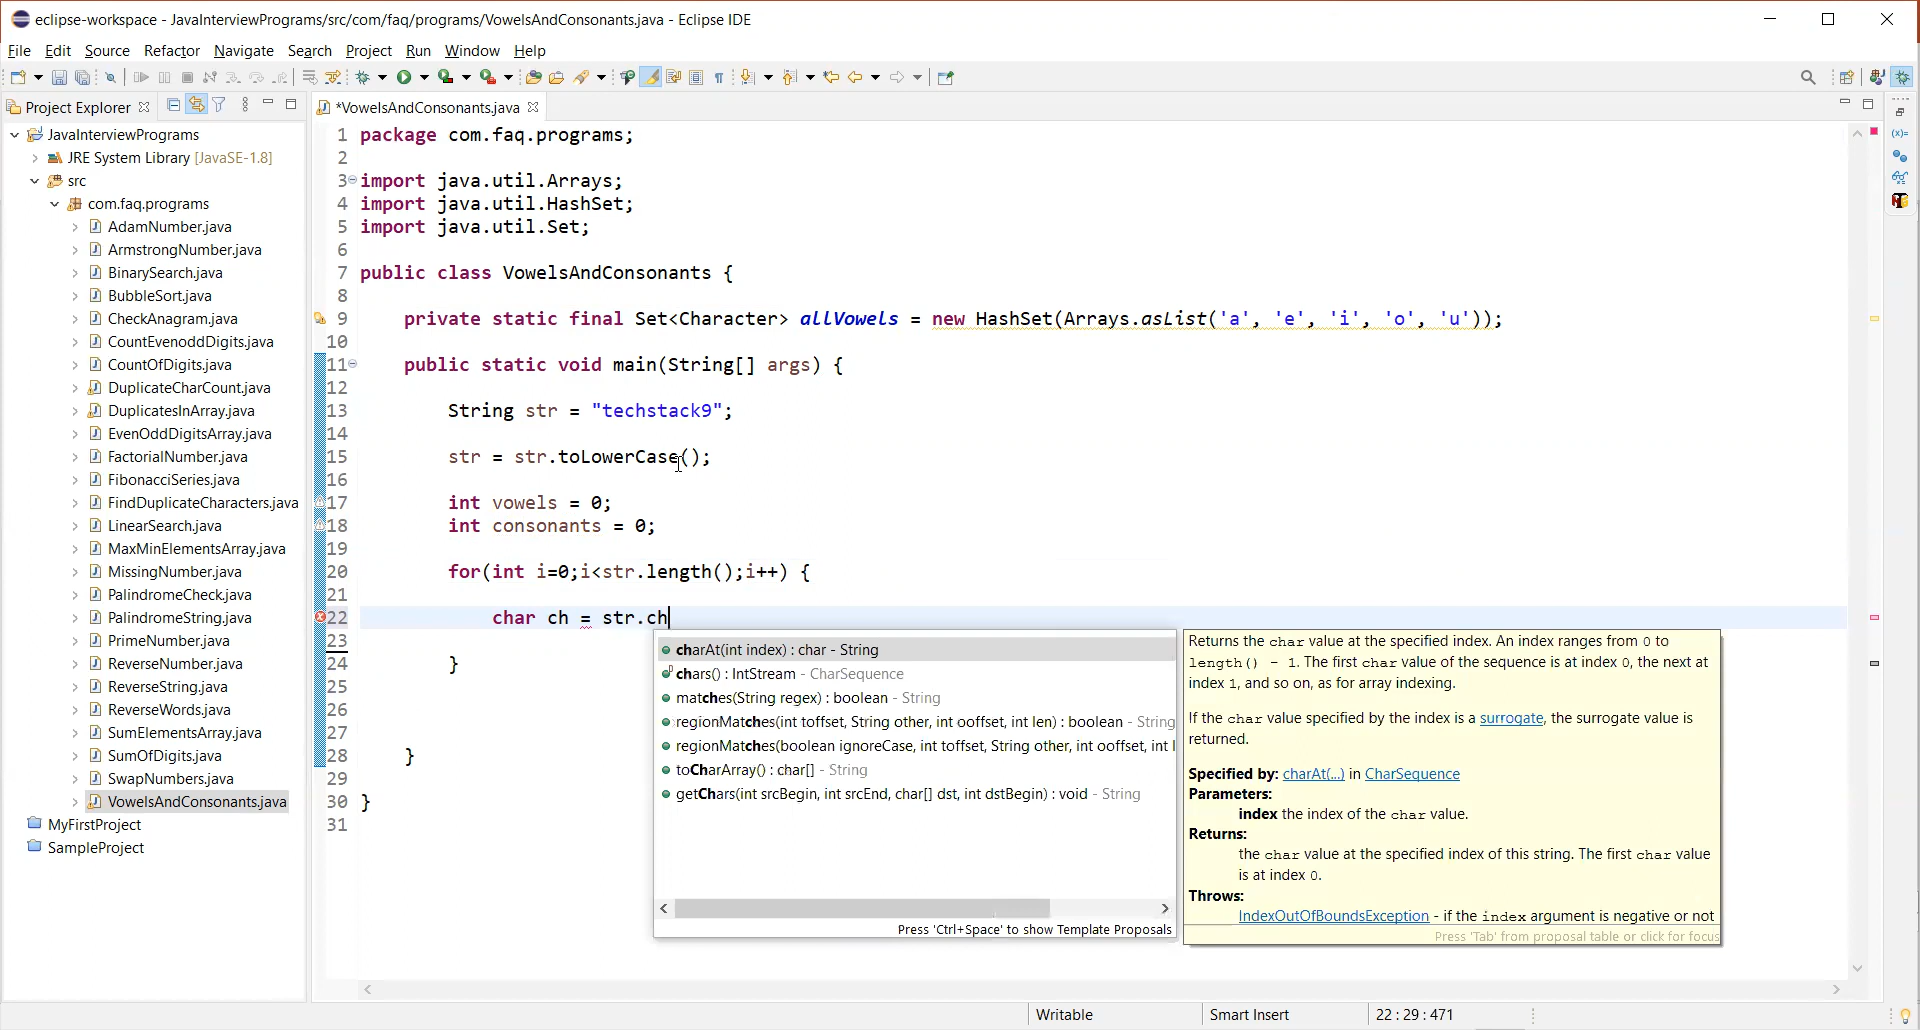 eclipse-workspace - JavaInterviewPrograms/src/com/faq/programs/VowelsAndConsonants.java - Eclipse IDE
File Edit Source Refactor Navigate Search Project Run Window Help
Project Explorer
*VowelsAndConsonants.java
JavaInterviewPrograms
JRE System Library [JavaSE-1.8]
src
com.faq.programs
AdamNumber.java
ArmstrongNumber.java
BinarySearch.java
BubbleSort.java
CheckAnagram.java
CountEvenoddDigits.java
CountOfDigits.java
DuplicateCharCount.java
DuplicatesInArray.java
EvenOddDigitsArray.java
FactorialNumber.java
FibonacciSeries.java
FindDuplicateCharacters.java
LinearSearch.java
MaxMinElementsArray.java
MissingNumber.java
PalindromeCheck.java
PalindromeString.java
PrimeNumber.java
ReverseNumber.java
ReverseString.java
ReverseWords.java
SumElementsArray.java
SumOfDigits.java
SwapNumbers.java
VowelsAndConsonants.java
MyFirstProject
SampleProject
1 package com.faq.programs;
2
3 import java.util.Arrays;
4 import java.util.HashSet;
5 import java.util.Set;
6
7 public class VowelsAndConsonants {
8
9 private static final Set<Character> allVowels = new HashSet(Arrays.asList('a', 'e', 'i', 'o', 'u'));
10
11 public static void main(String[] args) {
12
13 String str = "techstack9";
14
15 str = str.toLowerCase();
16
17 int vowels = 0;
18 int consonants = 0;
19
20 for(int i=0;i<str.length();i++) {
21
22 char ch = str.ch
23
24 }
25
26
27
28 }
29
30 }
31
charAt(int index) : char - String
chars() : IntStream - CharSequence
matches(String regex) : boolean - String
regionMatches(int toffset, String other, int ooffset, int len) : boolean - String
regionMatches(boolean ignoreCase, int toffset, String other, int ooffset, int l
toCharArray() : char[] - String
getChars(int srcBegin, int srcEnd, char[] dst, int dstBegin) : void - String
Press 'Ctrl+Space' to show Template Proposals
Returns the char value at the specified index. An index ranges from 0 to
length() - 1. The first char value of the sequence is at index 0, the next at
index 1, and so on, as for array indexing.
If the char value specified by the index is a surrogate, the surrogate value is
returned.
Specified by: charAt(...) in CharSequence
Parameters:
index the index of the char value.
Returns:
the char value at the specified index of this string. The first char value
is at index 0.
Throws:
IndexOutOfBoundsException - if the index argument is negative or not
Press 'Tab' from proposal table or click for focus
Writable
Smart Insert
22 : 29 : 471